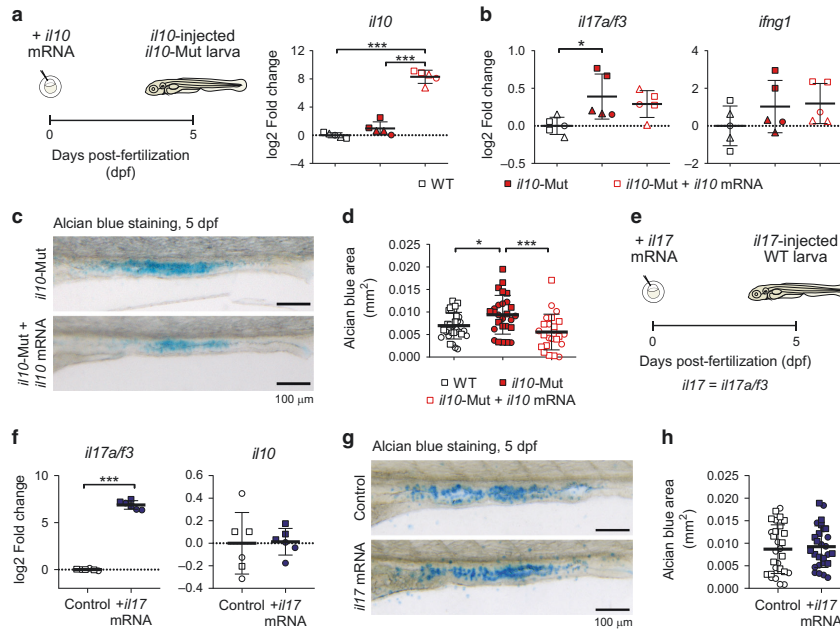 a
+ il10
mRNA
il10-injected
il10-Mut larva
0
5
Days post-fertilization
(dpf)
il10
***
***
log2 Fold change
12
8
4
0
–4
b
il17a/f3
*
log2 Fold change
1.0
0.5
0.0
–0.5
ifng1
4
2
0
–2
WT
il10-Mut
il10-Mut + il10 mRNA
c
Alcian blue staining, 5 dpf
il10-Mut
il10-Mut +
il10 mRNA
100 µm
d
*
***
Alcian blue area
(mm²)
0.025
0.020
0.015
0.010
0.005
0.000
WT
il10-Mut
il10-Mut + il10 mRNA
e
+ il17
mRNA
il17-injected
WT larva
0
5
Days post-fertilization (dpf)
il17 = il17a/f3
f
il17a/f3
***
log2 Fold change
10
5
0
Control
+il17
mRNA
il10
0.6
0.4
0.2
0.0
–0.2
–0.4
Control
+il17
mRNA
g
Alcian blue staining, 5 dpf
Control
il17 mRNA
100 µm
h
Alcian blue area
(mm²)
0.025
0.020
0.015
0.010
0.005
0.000
Control
+il17
mRNA